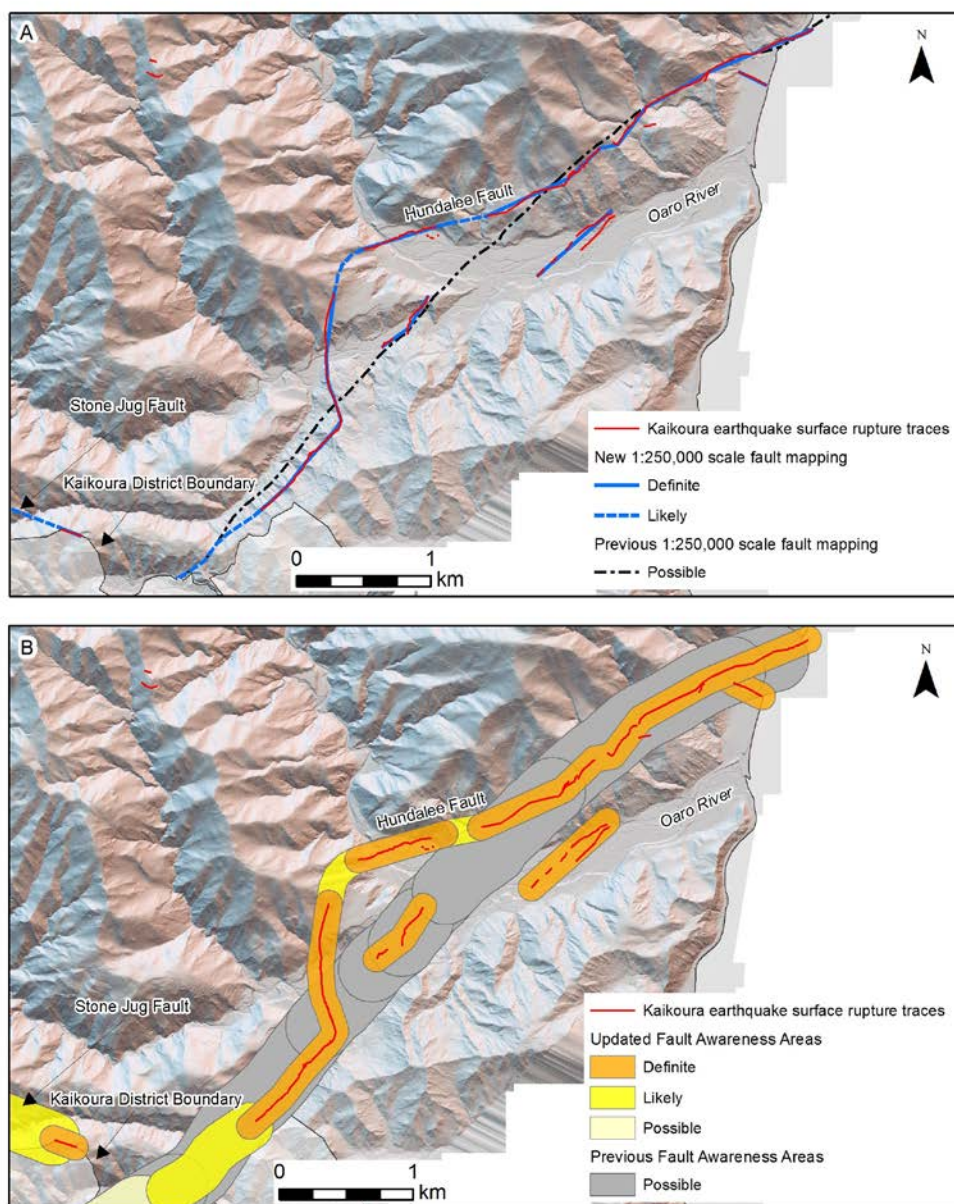 A
N
Hundalee Fault
Oaro River
Stone Jug Fault
Kaikoura District Boundary
0 1
km
Kaikoura earthquake surface rupture traces
New 1:250,000 scale fault mapping
Definite
Likely
Previous 1:250,000 scale fault mapping
Possible
B
N
Hundalee Fault
Oaro River
Stone Jug Fault
Kaikoura District Boundary
0 1
km
Kaikoura earthquake surface rupture traces
Updated Fault Awareness Areas
Definite
Likely
Possible
Previous Fault Awareness Areas
Possible